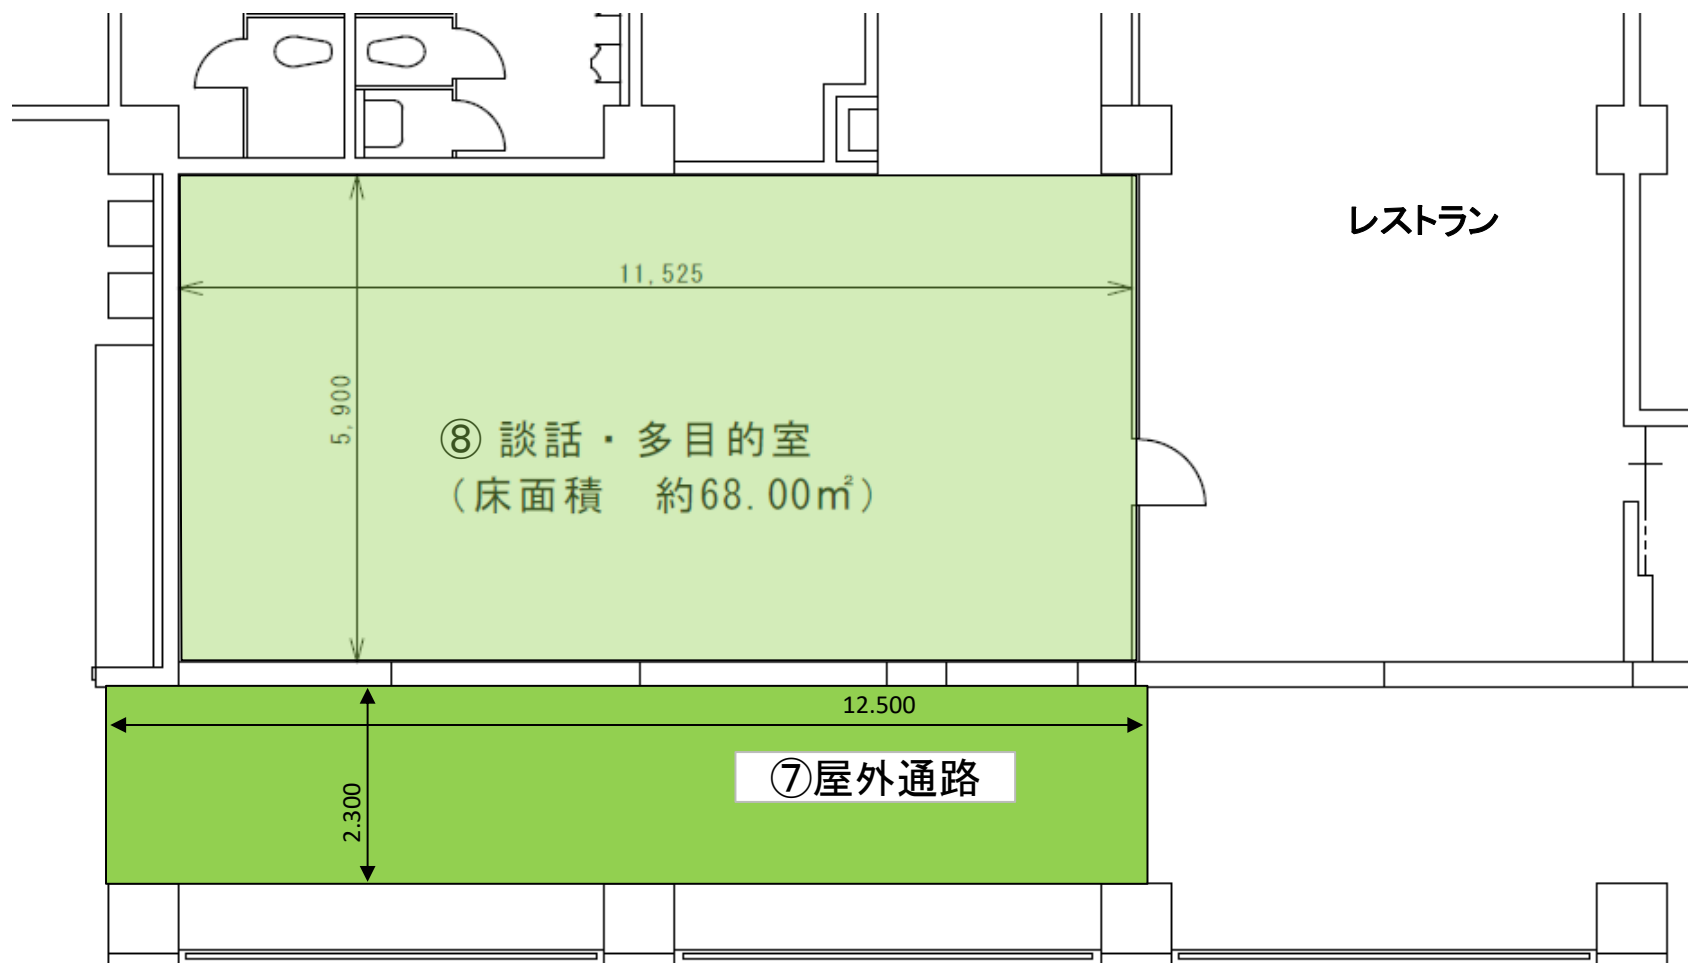 レストラン
11,525
5,900
⑧ 談話・多目的室
（床面積　約68.00㎡）
12.500
⑦屋外通路
2.300